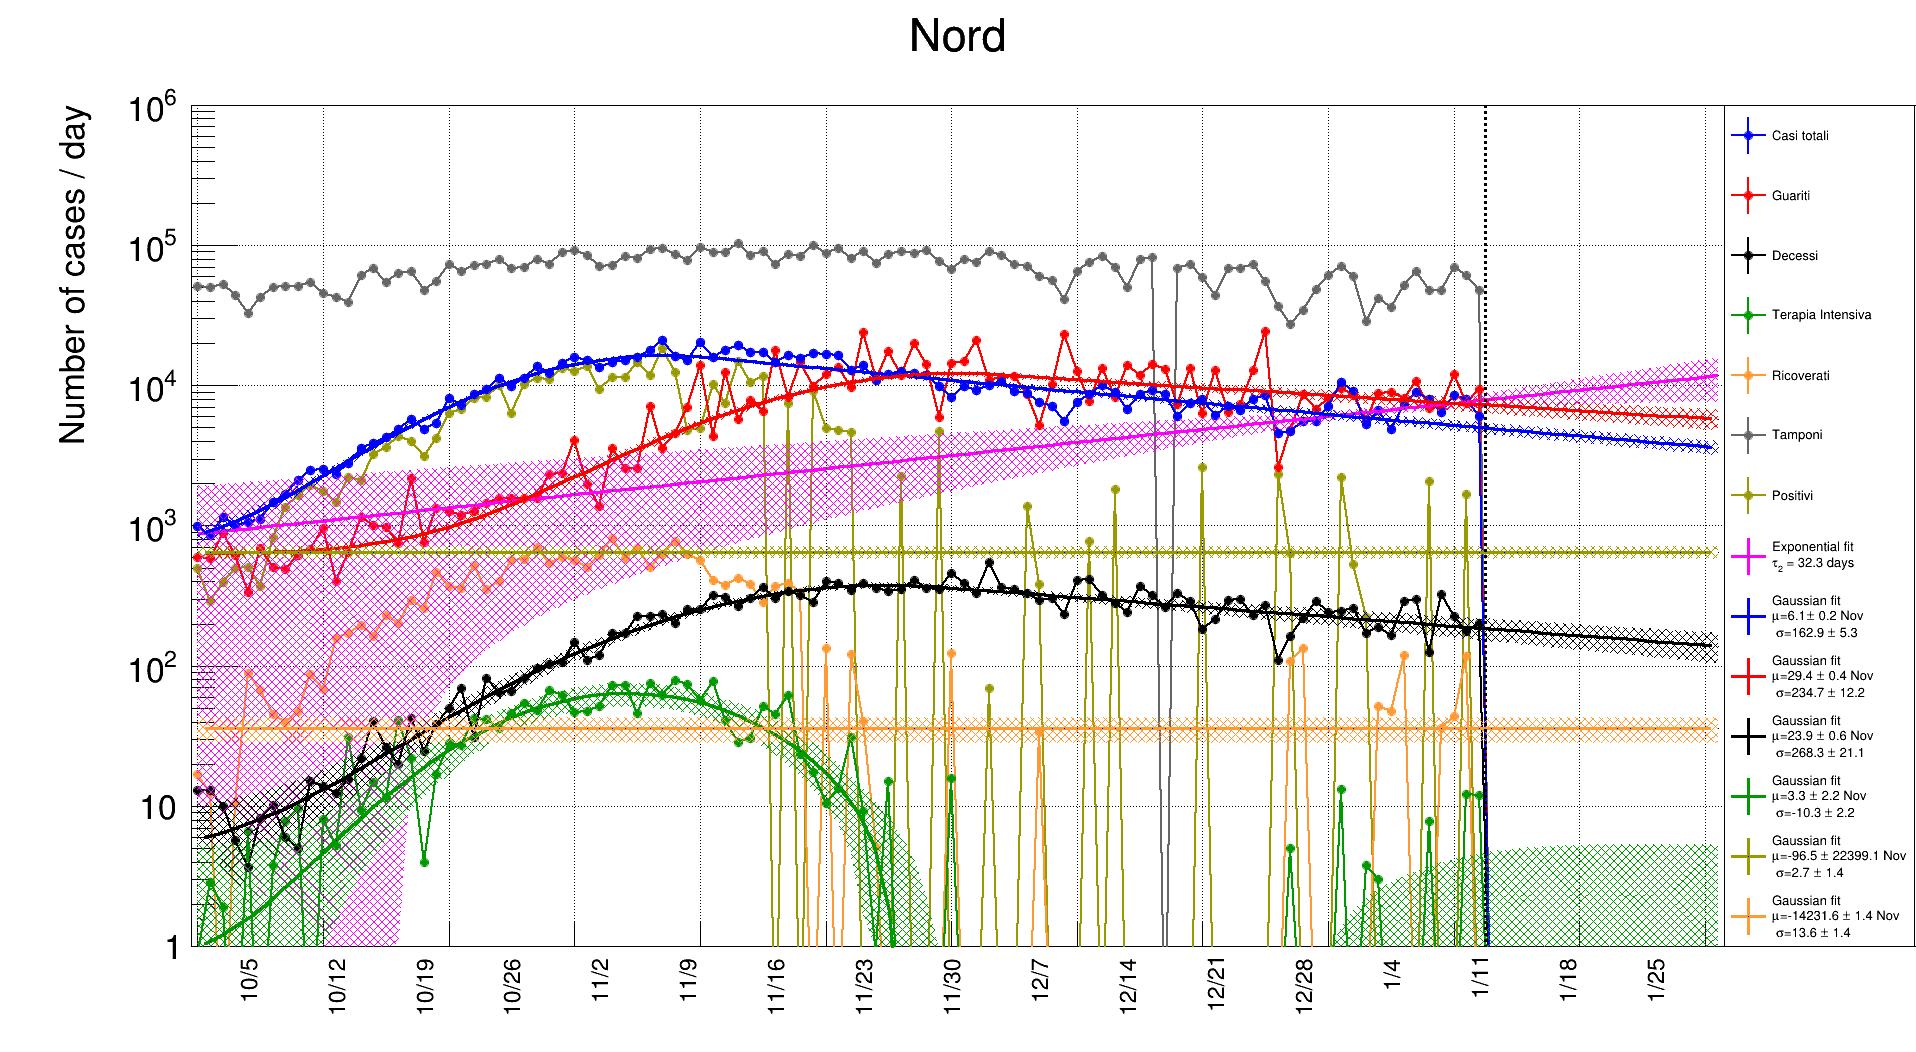 Nord
Number of cases / day
10^6
10^5
10^4
10^3
10^2
10
1
10/5
10/12
10/19
10/26
11/2
11/9
11/16
11/23
11/30
12/7
12/14
12/21
12/28
1/4
1/11
1/18
1/25
Casi totali
Guariti
Decessi
Terapia Intensiva
Ricoverati
Tamponi
Positivi
Exponential fit
τ_2 = 32.3 days
Gaussian fit
μ=6.1± 0.2 Nov
σ=162.9 ± 5.3
Gaussian fit
μ=29.4 ± 0.4 Nov
σ=234.7 ± 12.2
Gaussian fit
μ=23.9 ± 0.6 Nov
σ=268.3 ± 21.1
Gaussian fit
μ=3.3 ± 2.2 Nov
σ=-10.3 ± 2.2
Gaussian fit
μ=-96.5 ± 22399.1 Nov
σ=2.7 ± 1.4
Gaussian fit
μ=-14231.6 ± 1.4 Nov
σ=13.6 ± 1.4